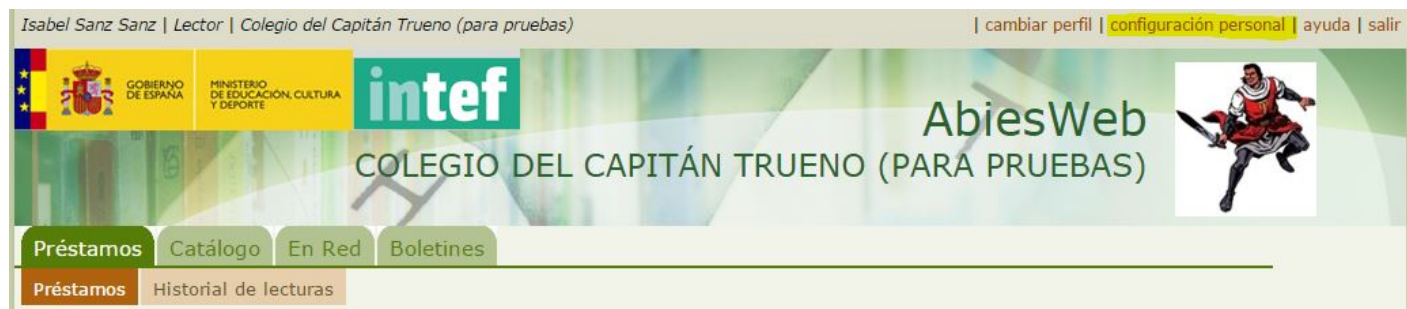 Isabel Sanz Sanz | Lector | Colegio del Capitán Trueno (para pruebas)
| cambiar perfil | configuración personal | ayuda | salir
GOBIERNO
DE ESPAÑA
MINISTERIO
DE EDUCACIÓN, CULTURA
Y DEPORTE
intef
AbiesWeb
COLEGIO DEL CAPITÁN TRUENO (PARA PRUEBAS)
Préstamos Catálogo En Red Boletines
Préstamos Historial de lecturas